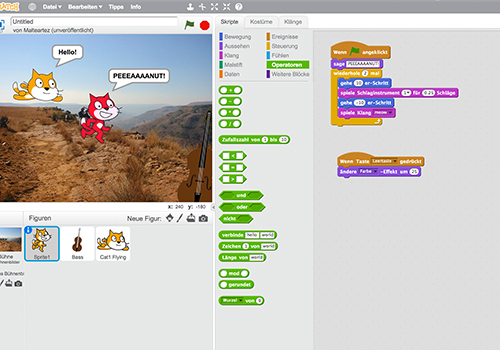 Datei▼ Bearbeiten▼ Tipps Info
Untitled
von Malteartez (unveröffentlicht)
Hello!
PEEEAAAANUT!
x: 240 y: -180
Figuren Neue Figur:
Bühne
Sprite1 Bass Cat1 Flying
Skripte Kostüme Klänge
Bewegung Ereignisse
Aussehen Steuerung
Klang Fühlen
Malstift Operatoren
Daten Weitere Blöcke
+
-
*
/
Zufallszahl von 1 bis 10
<
=
>
und
oder
nicht
verbinde hello world
Zeichen 1 von world
Länge von world
mod
gerundet
Wurzel von 9
Wenn angeklickt
sage PEEEAAAANUT!
wiederhole 2 mal
gehe 10 er-Schritt
spiele Schlaginstrument 1▼ für 0.25 Schläge
gehe -10 er-Schritt
spiele Klang meow
Wenn Taste Leertaste gedrückt
ändere Farbe -Effekt um 25